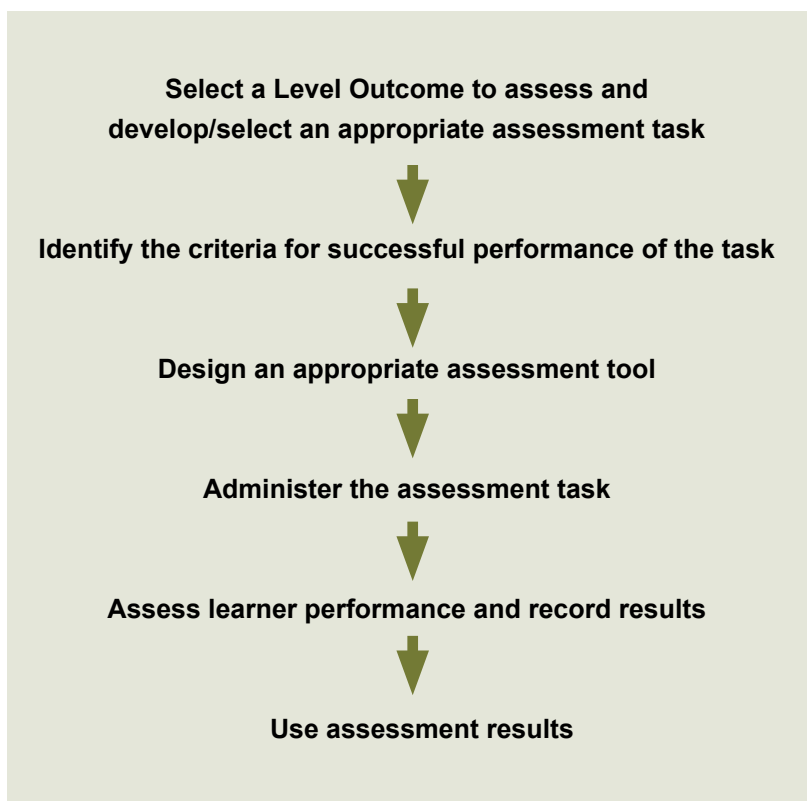 Select a Level Outcome to assess and
develop/select an appropriate assessment task
Identify the criteria for successful performance of the task
Design an appropriate assessment tool
Administer the assessment task
Assess learner performance and record results
Use assessment results